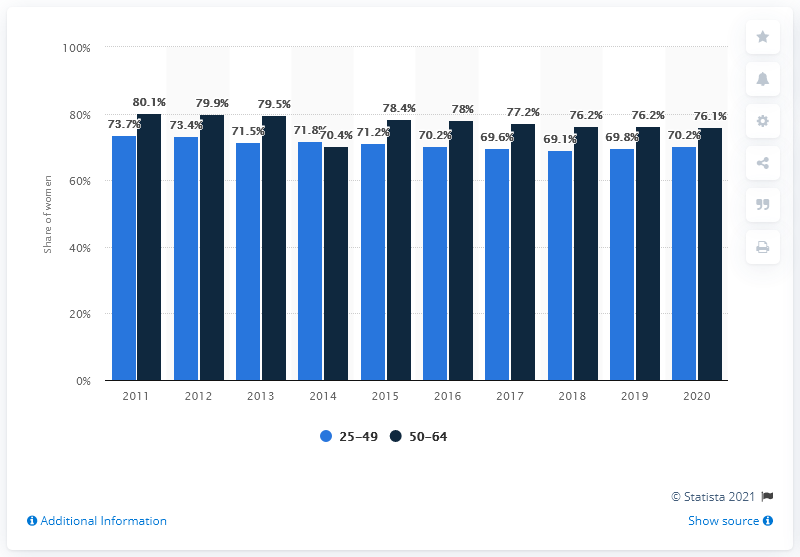 100%
80%
60%
40%
20%
0%
Share of women
73.7% 80.1% 73.4% 79.9% 71.5% 79.5% 71.8% 70.4% 71.2% 78.4% 70.2% 78% 69.6% 77.2% 69.1% 76.2% 69.8% 76.2% 70.2% 76.1%
2011 2012 2013 2014 2015 2016 2017 2018 2019 2020
25–49 50–64
© Statista 2021
Additional Information Show source